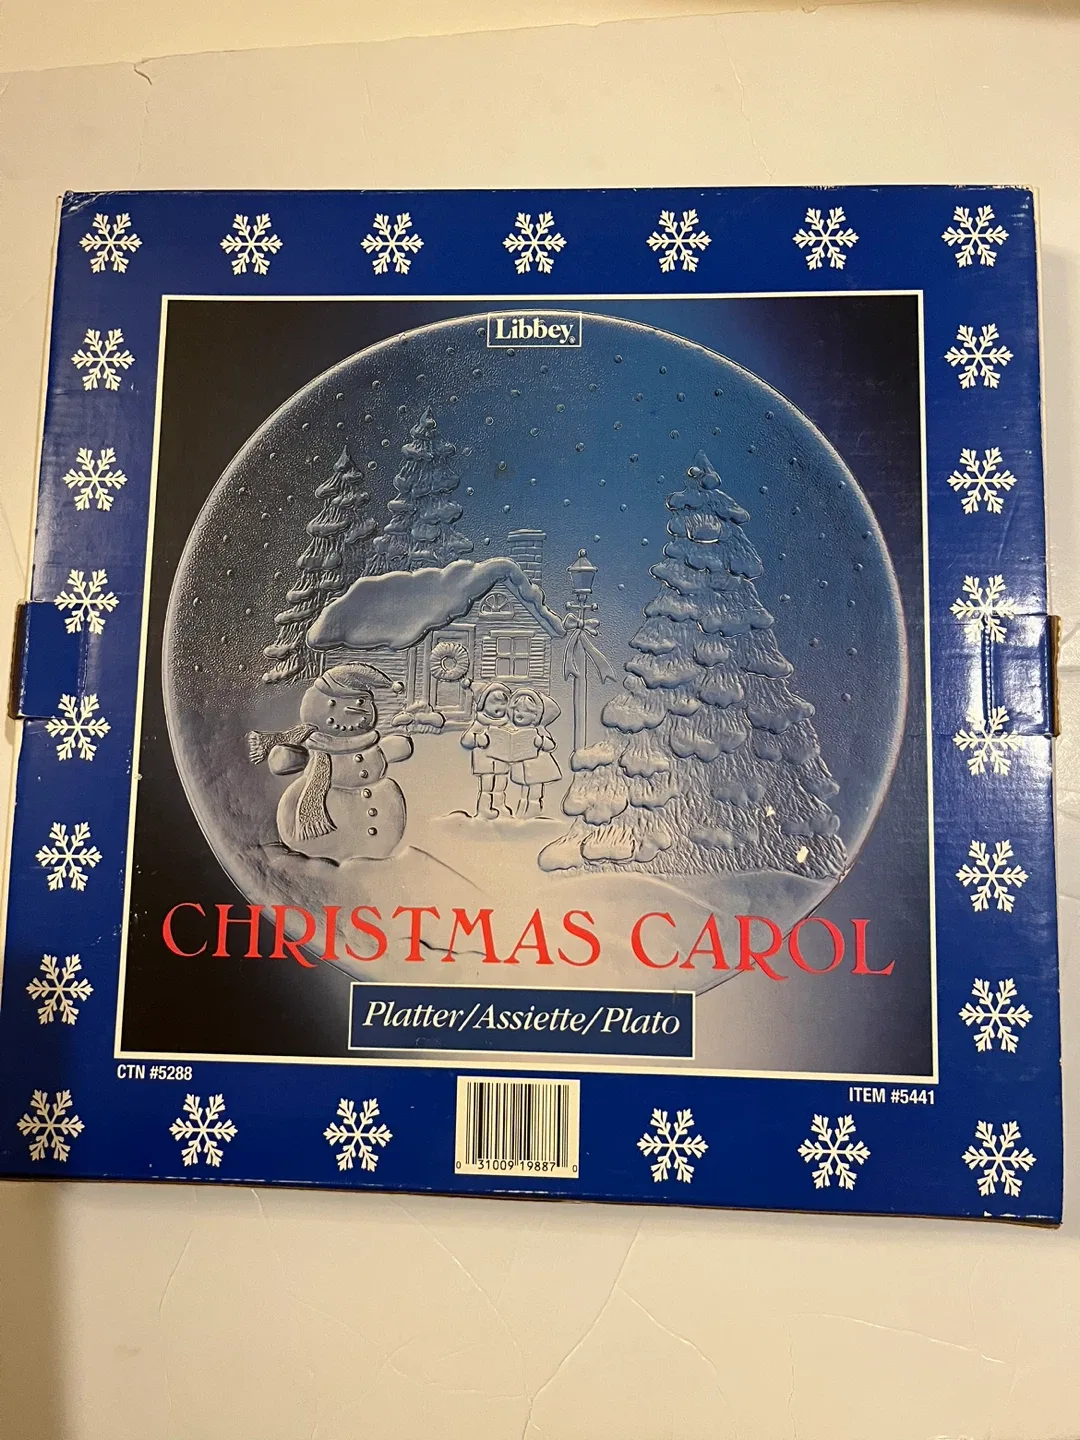 Libbey®
CHRISTMAS CAROL
Platter/Assiette/Plato
CTN #5288
ITEM #5441
0 31009 19887 0